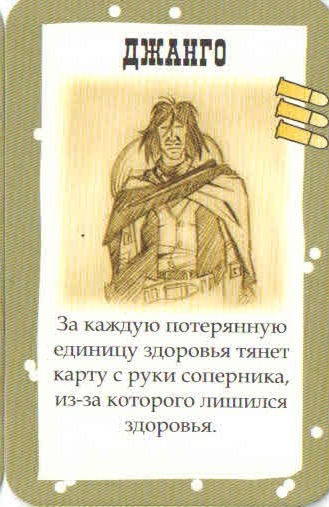 ДЖАНГО
За каждую потерянную
единицу здоровья тянет
карту с руки соперника,
из-за которого лишился
здоровья.